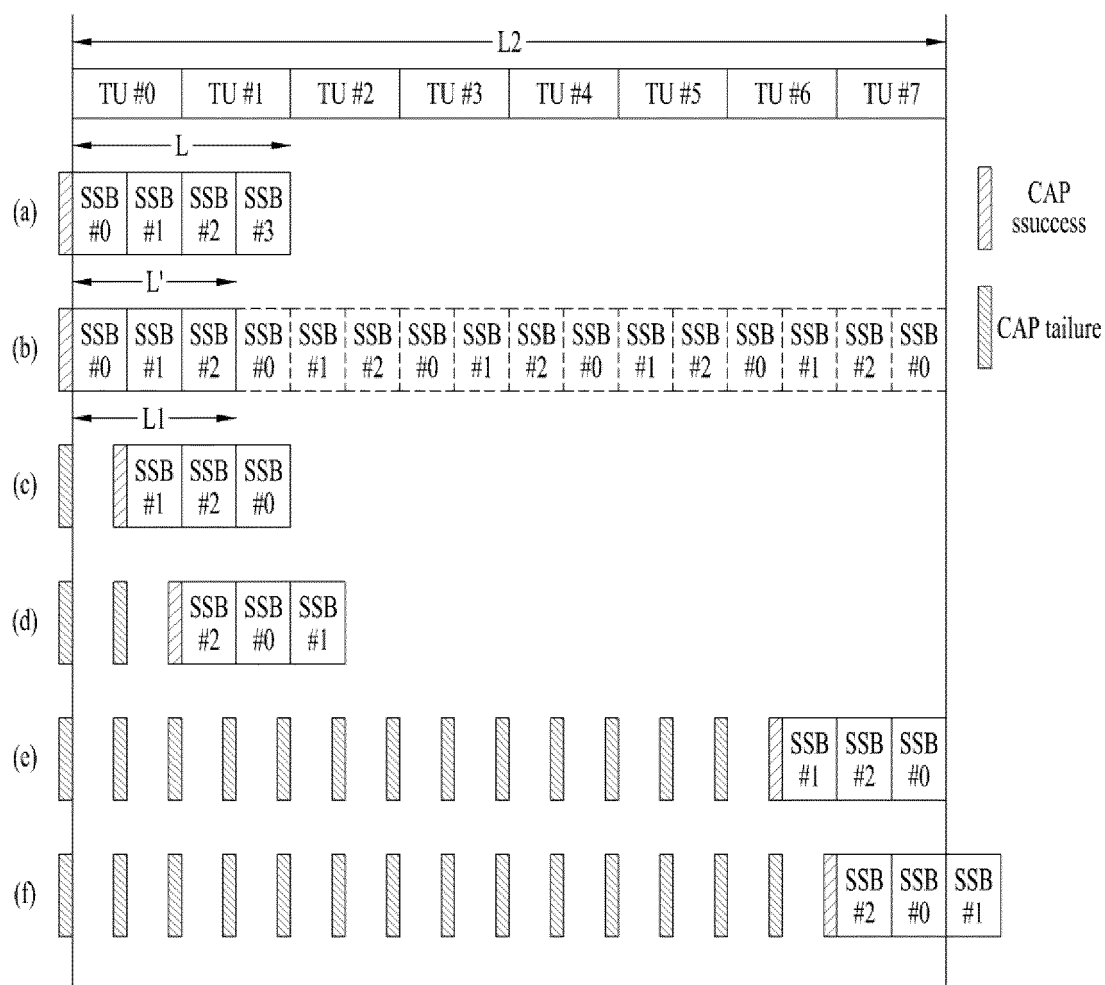 L2
TU #0 TU #1 TU #2 TU #3 TU #4 TU #5 TU #6 TU #7
L
(a)
SSB SSB SSB SSB
#0 #1 #2 #3
CAP
ssuccess
L'
(b)
SSB SSB SSB SSB SSB SSB SSB SSB SSB SSB SSB SSB SSB SSB SSB SSB
#0 #1 #2 #0 #1 #2 #0 #1 #2 #0 #1 #2 #0 #1 #2 #0
CAP tailure
L1
(c)
SSB SSB SSB
#1 #2 #0
(d)
SSB SSB SSB
#2 #0 #1
(e)
SSB SSB SSB
#1 #2 #0
(f)
SSB SSB SSB
#2 #0 #1